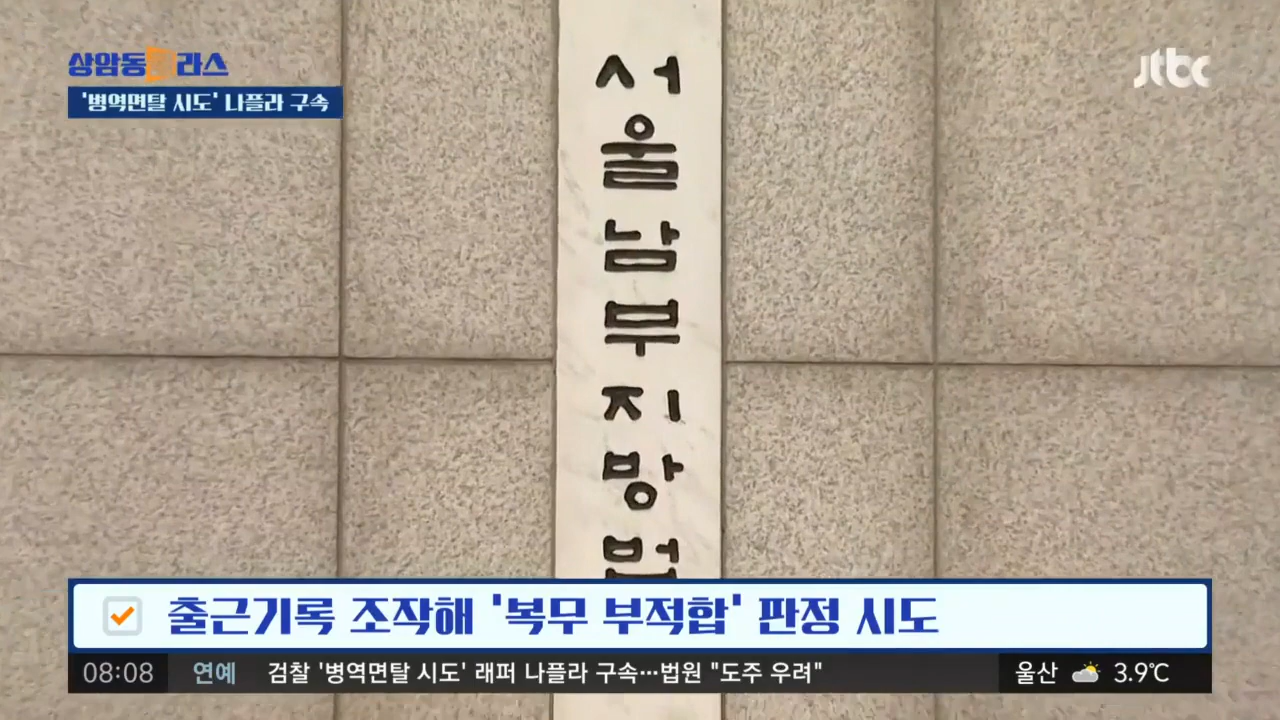 상암동클라스
'병역면탈 시도' 나플라 구속
jtbc
서울남부지방법
출근기록 조작해 '복무 부적합' 판정 시도
08:08 연예 검찰 '병역면탈 시도' 래퍼 나플라 구속…법원 "도주 우려" 울산 3.9℃